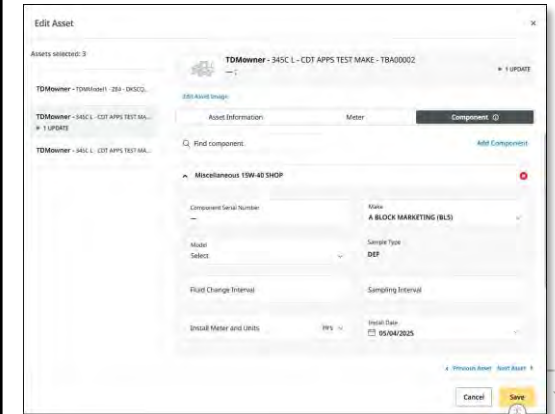 Edit Asset
×
Assets selected: 3
TDMowner - 345C L - CDT APPS TEST MAKE - TBA00002
— :
1 UPDATE
TDMowner - TDMModel1 - Z84 -
TDMowner - 345C L - CDT APPS TEST MA...
1 UPDATE
TDMowner - 345C L - CDT APPS TEST MA...
Edit Asset Image
Asset Information
Meter
Component
Find component
Add Component
Miscellaneous 15W-40 SHOP
Component Serial Number
—
Make
A BLOCK MARKETING (BL5)
Model
Select
Sample Type
DEF
Fluid Change Interval
Sampling Interval
Install Meter and Units
PPS
Install Date
05/04/2025
Previous Asset
Next Asset
Cancel
Save